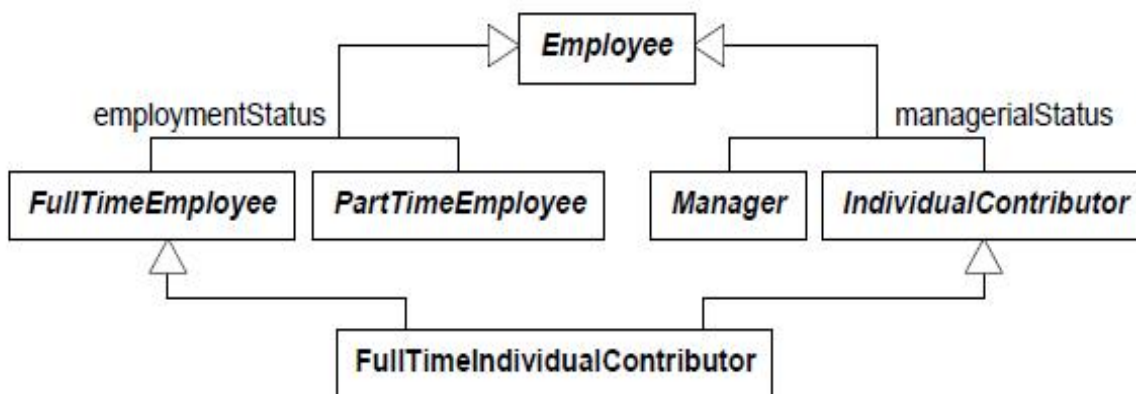 Employee
employmentStatus
managerialStatus
FullTimeEmployee
PartTimeEmployee
Manager
IndividualContributor
FullTimeIndividualContributor